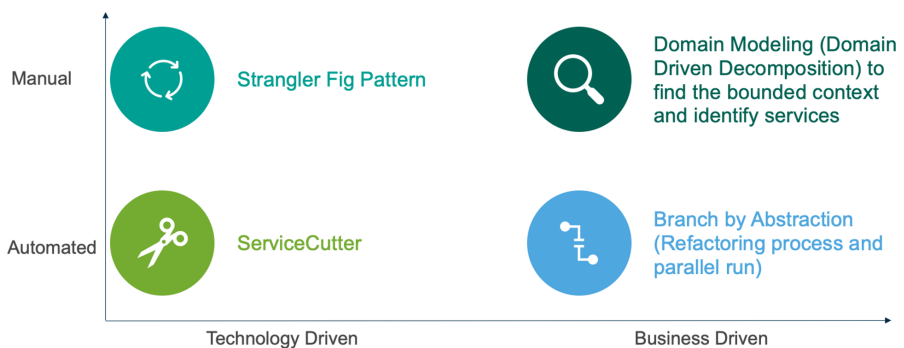 Manual
Strangler Fig Pattern
Domain Modeling (Domain
Driven Decomposition) to
find the bounded context
and identify services
Automated
ServiceCutter
Branch by Abstraction
(Refactoring process and
parallel run)
Technology Driven
Business Driven